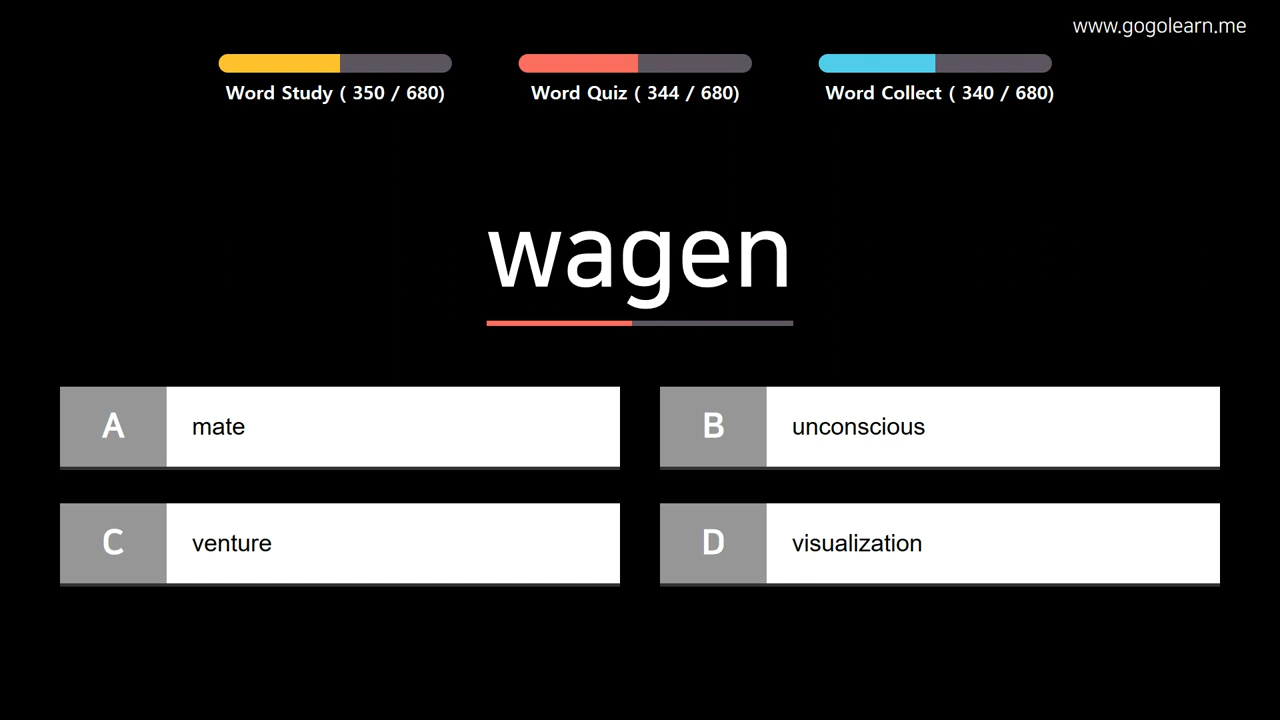 www.gogolearn.me
Word Study ( 350 / 680)
Word Quiz ( 344 / 680)
Word Collect ( 340 / 680)
wagen
A mate
B unconscious
C venture
D visualization